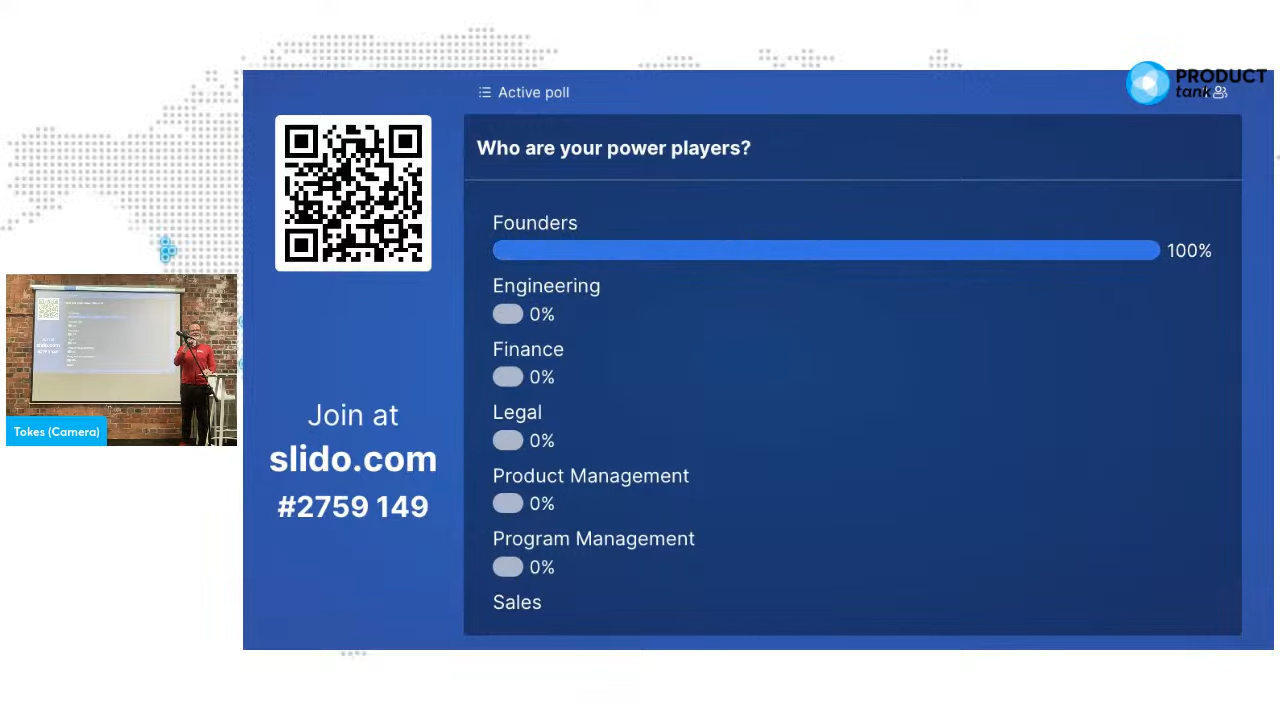 Active poll
PRODUCT
tank
Who are your power players?
Founders
100%
Engineering
0%
Finance
0%
Legal
0%
Product Management
0%
Program Management
0%
Sales
Join at
slido.com
#2759 149
Tokes (Camera)